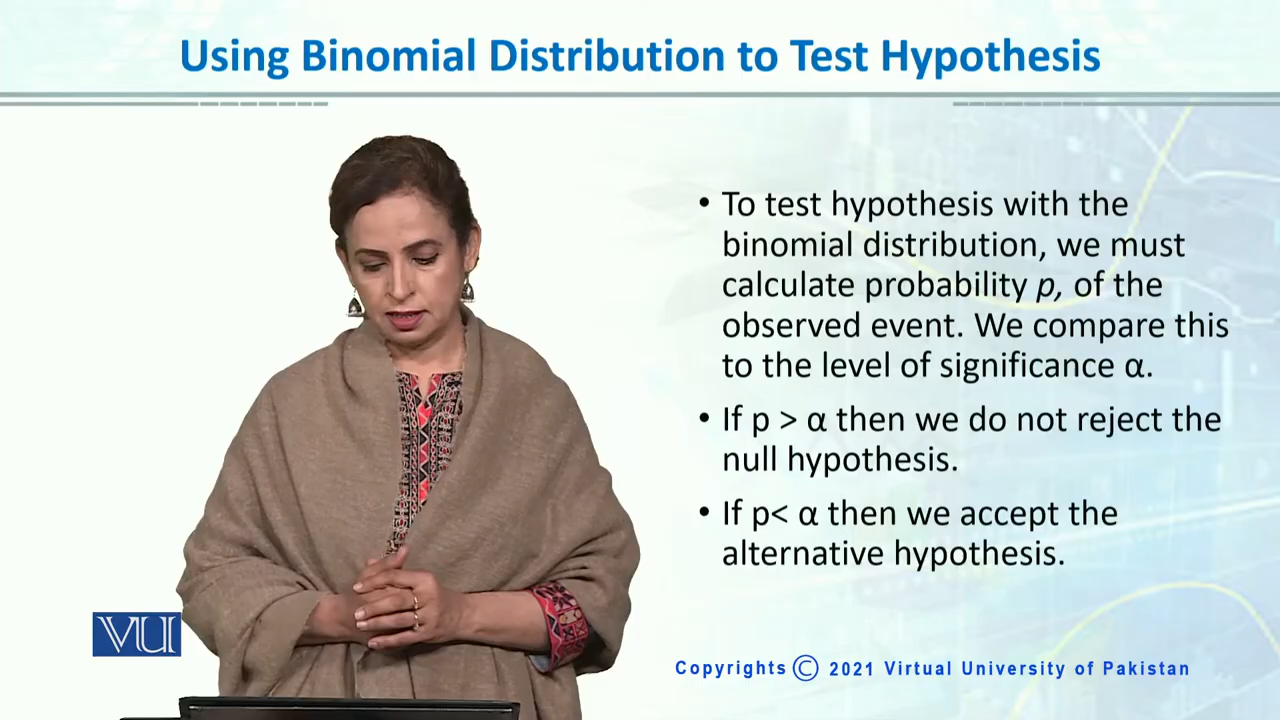 Using Binomial Distribution to Test Hypothesis
• To test hypothesis with the
binomial distribution, we must
calculate probability p, of the
observed event. We compare this
to the level of significance α.
• If p > α then we do not reject the
null hypothesis.
• If p< α then we accept the
alternative hypothesis.
VU
Copyrights © 2021 Virtual University of Pakistan